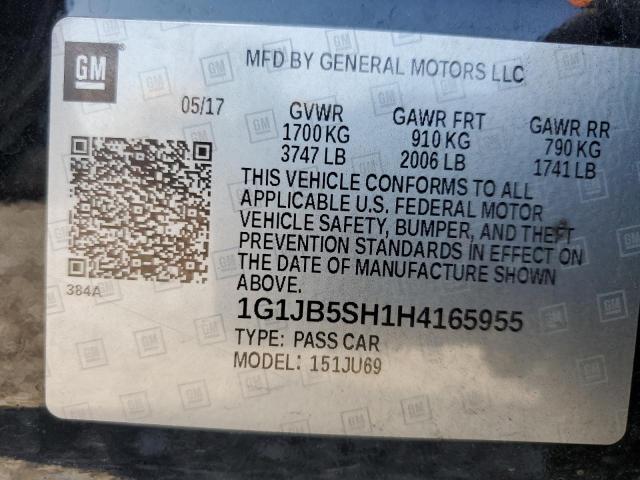 GM
MFD BY GENERAL MOTORS LLC
05/17
GVWR GAWR FRT GAWR RR
1700 KG 910 KG 790 KG
3747 LB 2006 LB 1741 LB
THIS VEHICLE CONFORMS TO ALL
APPLICABLE U.S. FEDERAL MOTOR
VEHICLE SAFETY, BUMPER, AND THEFT
PREVENTION STANDARDS IN EFFECT ON
THE DATE OF MANUFACTURE SHOWN
ABOVE.
384A
1G1JB5SH1H4165955
TYPE: PASS CAR
MODEL: 151JU69